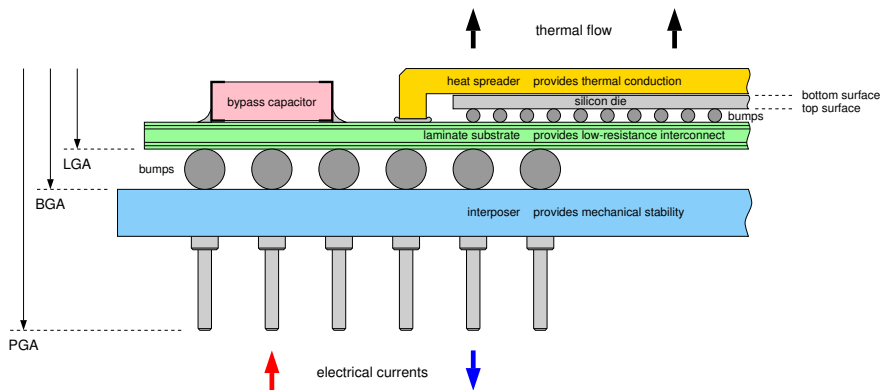 thermal flow
heat spreader provides thermal conduction
bottom surface
silicon die
bypass capacitor
top surface
bumps
laminate substrate provides low-resistance interconnect
LGA
bumps
BGA
interposer provides mechanical stability
PGA
electrical currents